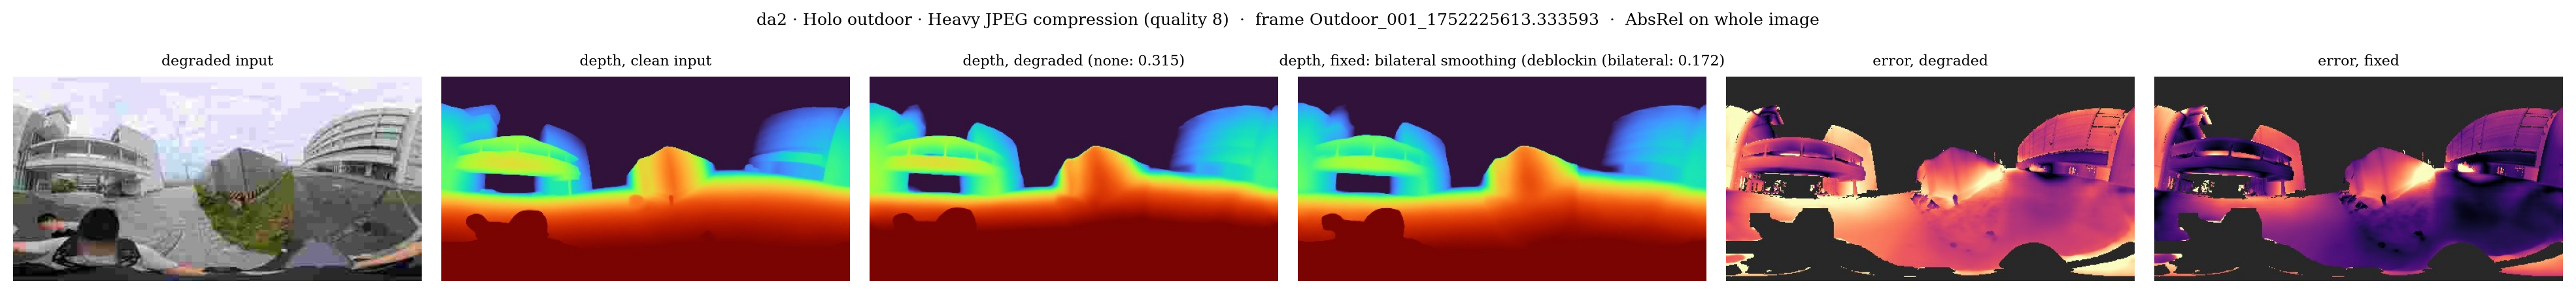 da2 · Holo outdoor · Heavy JPEG compression (quality 8) · frame Outdoor_001_1752225613.333593 · AbsRel on whole image
degraded input
depth, clean input
depth, degraded (none: 0.315)
depth, fixed: bilateral smoothing (deblockin (bilateral: 0.172)
error, degraded
error, fixed